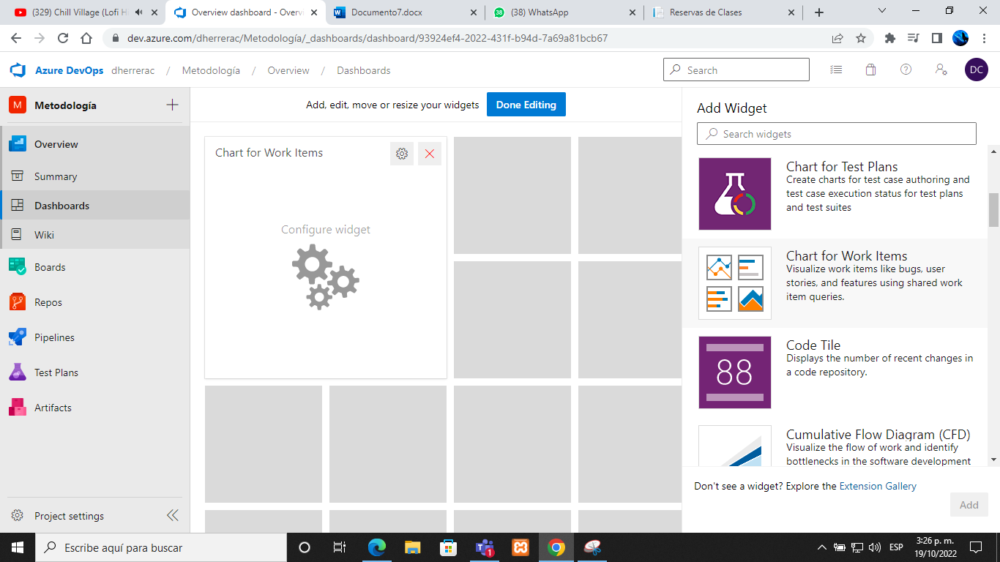 (329) Chill Village (Lofi H
Overview dashboard - Overv
Documento7.docx
(38) WhatsApp
Reservas de Clases
dev.azure.com/dherrerac/Metodología/_dashboards/dashboard/93924ef4-2022-431f-b94d-7a69a81bcb67
Azure DevOps dherrerac / Metodología / Overview / Dashboards
Search
DC
M Metodología
Overview
Summary
Dashboards
Wiki
Boards
Repos
Pipelines
Test Plans
Artifacts
Project settings
Add, edit, move or resize your widgets Done Editing
Chart for Work Items
Configure widget
Add Widget
Search widgets
Chart for Test Plans
Create charts for test case authoring and
test case execution status for test plans
and test suites
Chart for Work Items
Visualize work items like bugs, user
stories, and features using shared work
item queries.
88
Code Tile
Displays the number of recent changes in
a code repository.
Cumulative Flow Diagram (CFD)
Visualize the flow of work and identify
bottlenecks in the software development
Don't see a widget? Explore the Extension Gallery
Add
Escribe aquí para buscar
1
ESP
3:26 p. m.
19/10/2022